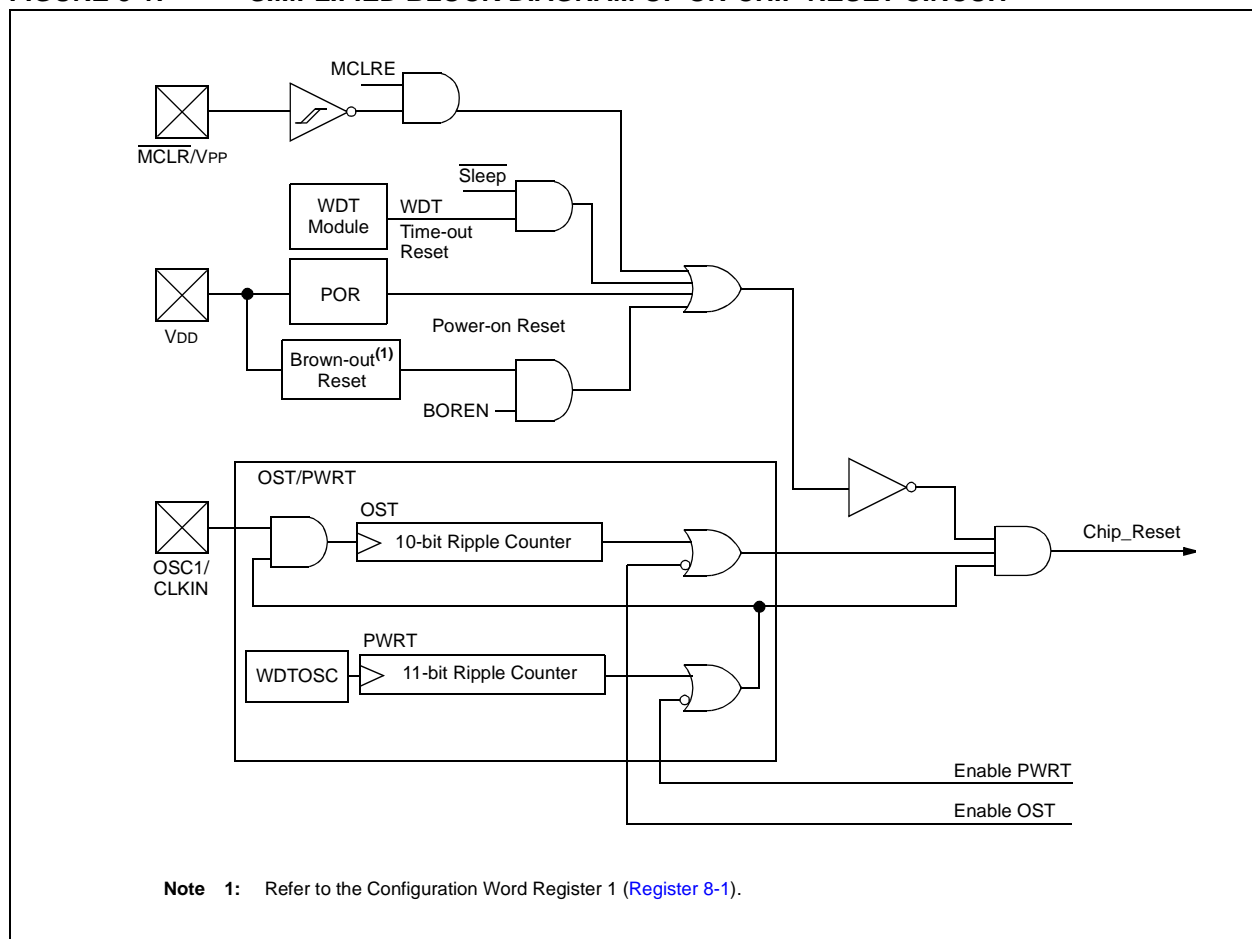 MCLRE
MCLR/VPP
Sleep
WDT
Module
WDT
Time-out
Reset
POR
VDD
Power-on Reset
Brown-out(1)
Reset
BOREN
OST/PWRT
OST
10-bit Ripple Counter
OSC1/
CLKIN
Chip_Reset
PWRT
WDTOSC
11-bit Ripple Counter
Enable PWRT
Enable OST
Note 1: Refer to the Configuration Word Register 1 (Register 8-1).